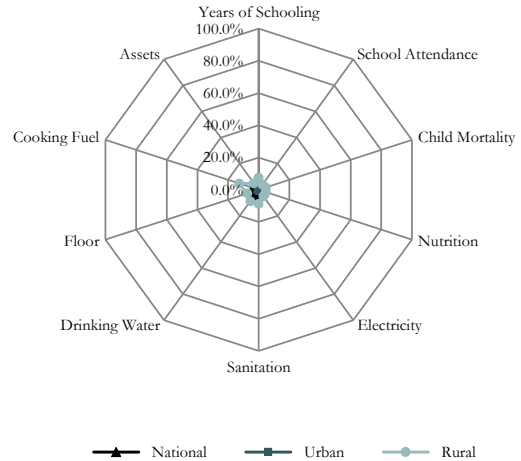 Years of Schooling
100.0%
Assets
School Attendance
80.0%
60.0%
Cooking Fuel
Child Mortality
40.0%
20.0%
0.0%
Floor
Nutrition
Drinking Water
Electricity
Sanitation
National Urban Rural